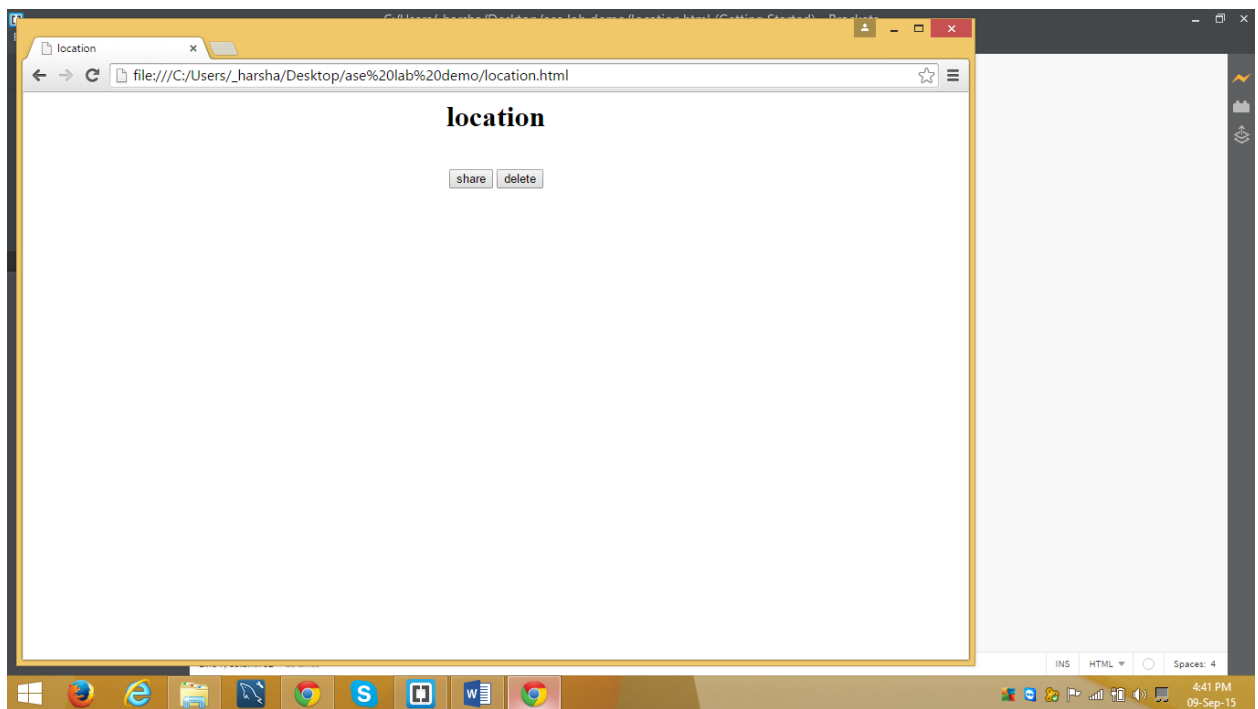 location
file:///C:/Users/_harsha/Desktop/ase%20lab%20demo/location.html
location
share delete
INS HTML Spaces: 4
4:41 PM
09-Sep-15